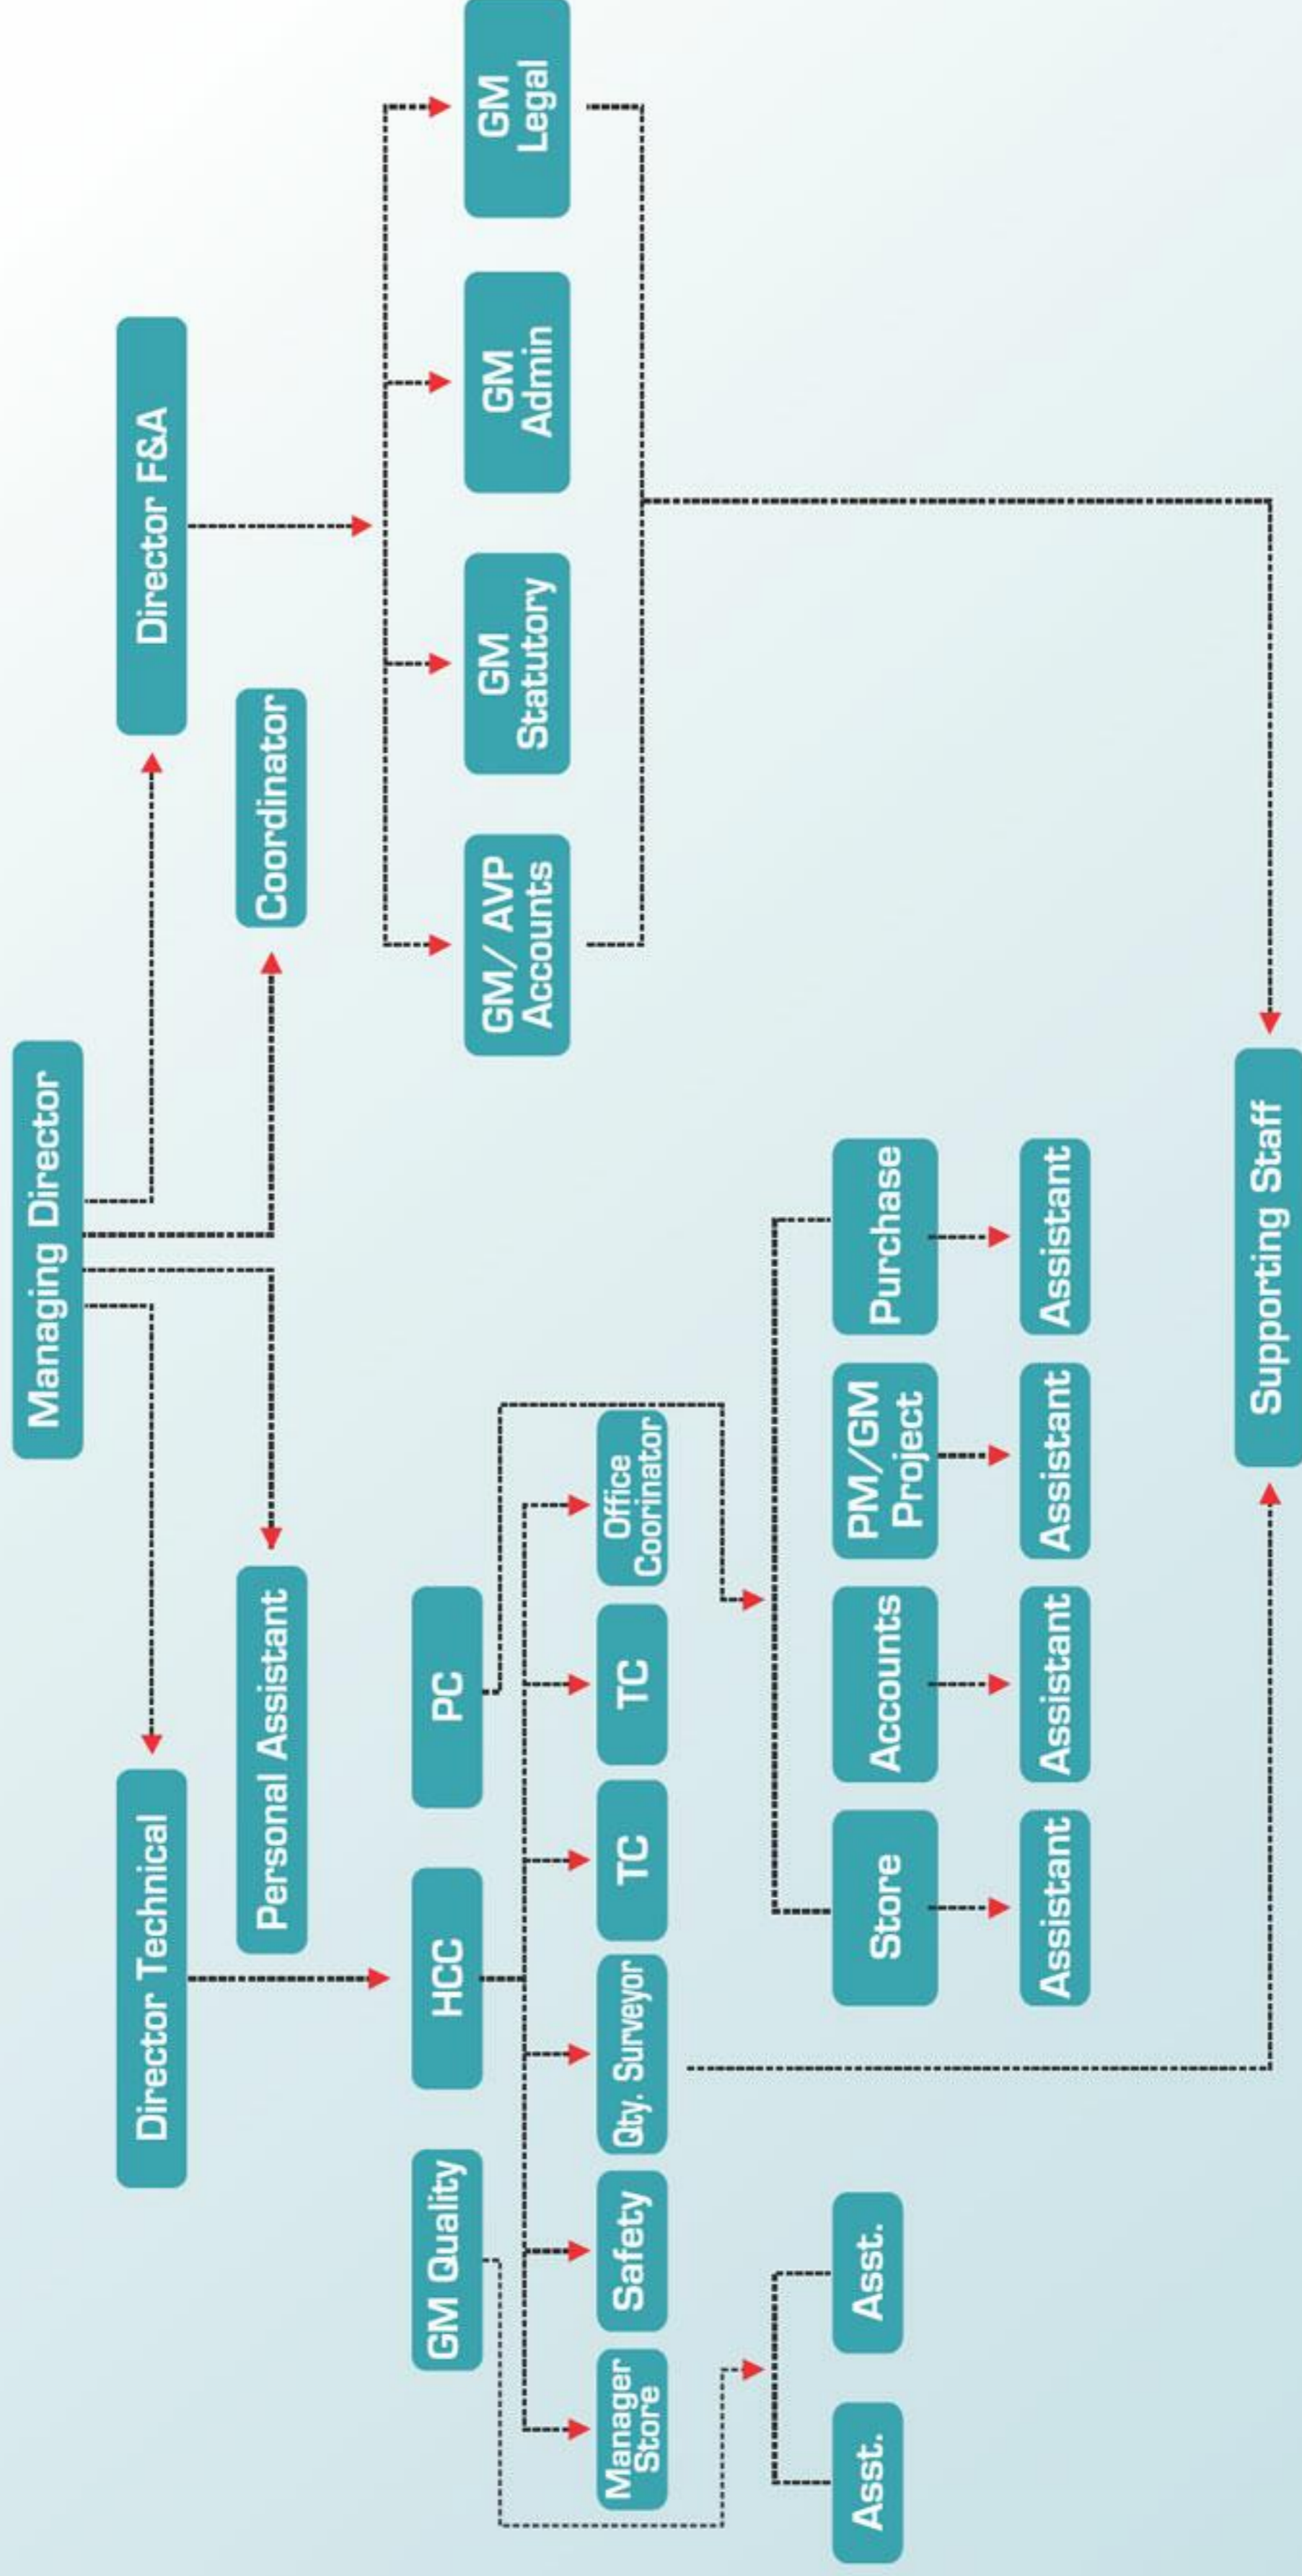 Managing Director
Director Technical
Director F&A
Personal Assistant
Coordinator
GM Quality
HCC
PC
GM/ AVP
Accounts
GM
Statutory
GM
Admin
GM
Legal
Manager
Store
Safety
Qty. Surveyor
TC
TC
Office
Coorinator
Asst.
Asst.
Store
Accounts
PM/GM
Project
Purchase
Assistant
Assistant
Assistant
Assistant
Supporting Staff